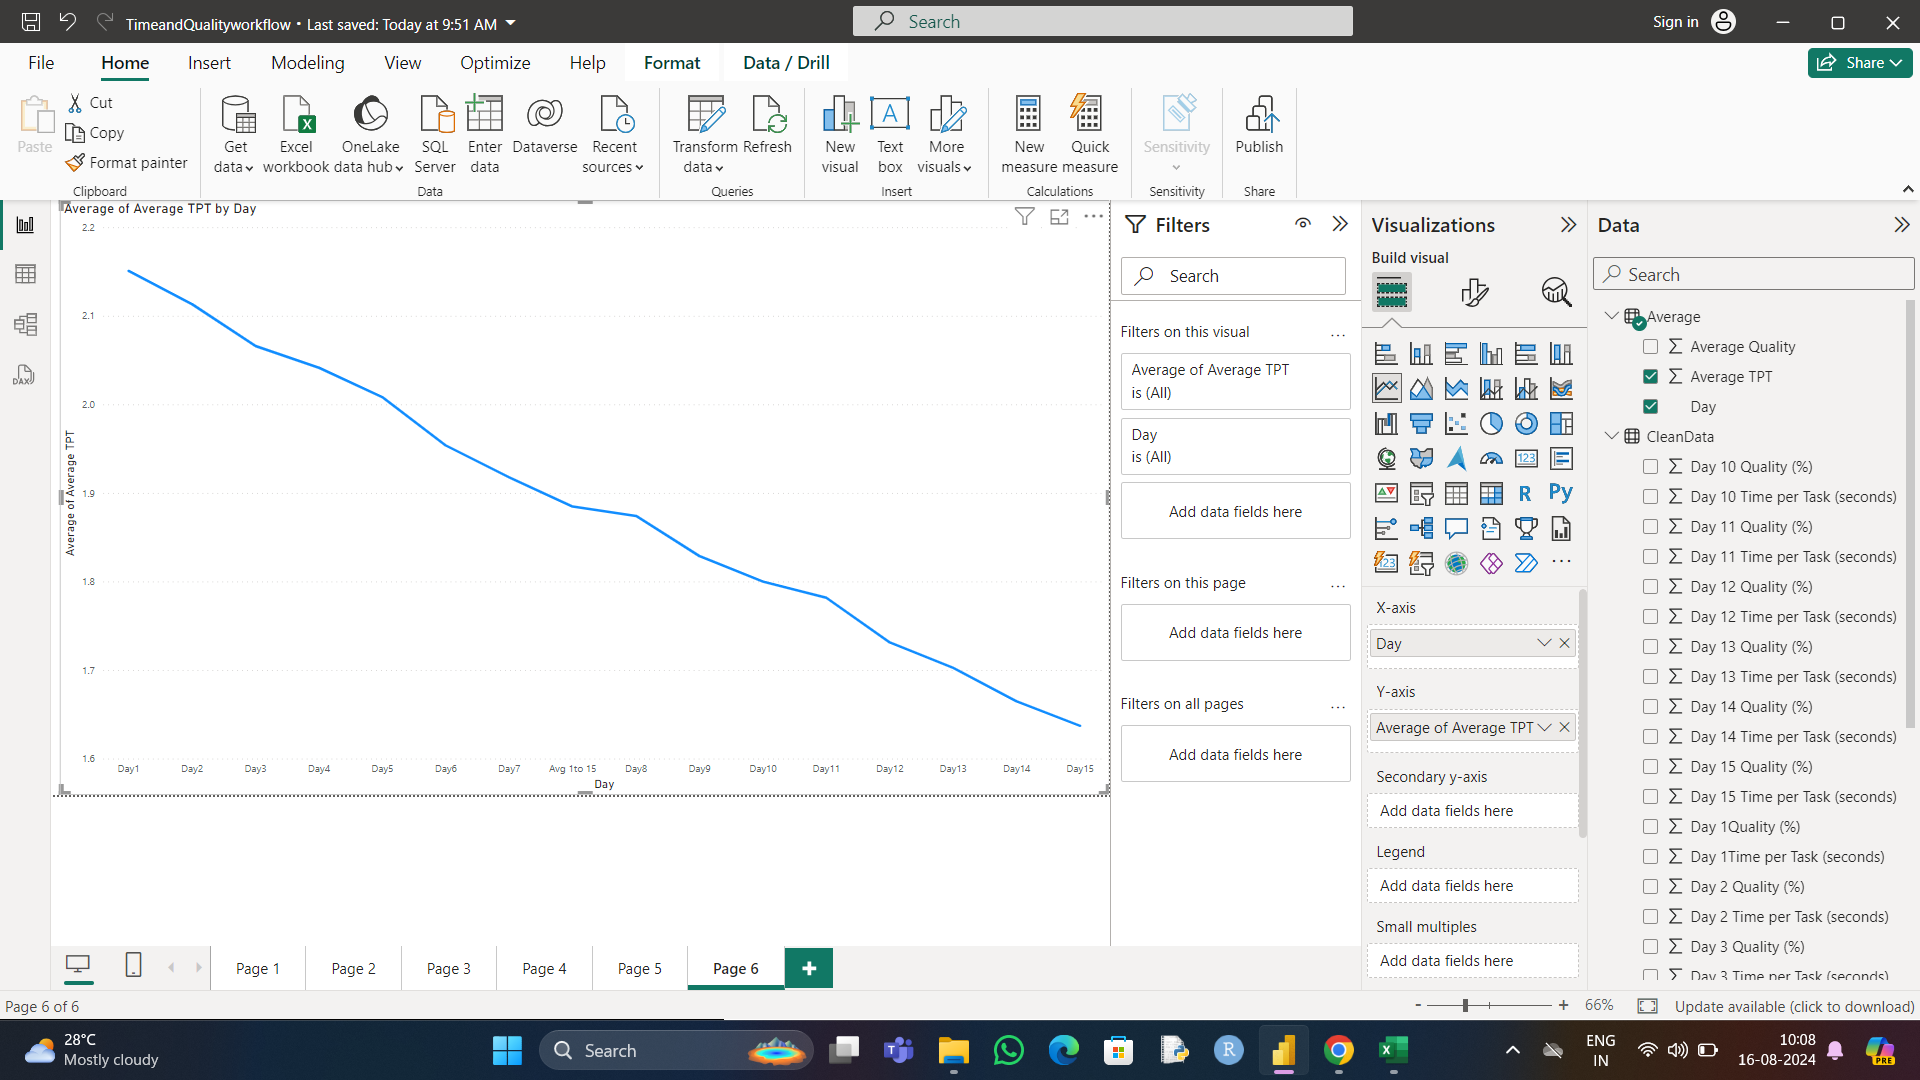 TimeandQualityworkflow • Last saved: Today at 9:51 AM
Search
Sign in
File
Home
Insert
Modeling
View
Optimize
Help
Format
Data / Drill
Share
Paste
Cut
Copy
Format painter
Clipboard
Get data
Excel workbook
OneLake data hub
SQL Server
Enter data
Dataverse
Recent sources
Data
Transform data
Refresh
Queries
New visual
Text box
More visuals
Insert
New measure
Quick measure
Calculations
Sensitivity
Sensitivity
Publish
Share
Average of Average TPT by Day
2.2
2.1
2.0
1.9
1.8
1.7
1.6
Average of Average TPT
Day1
Day2
Day3
Day4
Day5
Day6
Day7
Avg 1to 15
Day8
Day9
Day10
Day11
Day12
Day13
Day14
Day15
Day
Filters
Search
Filters on this visual
Average of Average TPT
is (All)
Day
is (All)
Add data fields here
Filters on this page
Add data fields here
Filters on all pages
Add data fields here
Visualizations
Build visual
123
R
Py
123
X-axis
Day
Y-axis
Average of Average TPT
Secondary y-axis
Add data fields here
Legend
Add data fields here
Small multiples
Add data fields here
Data
Search
Average
Average Quality
Average TPT
Day
CleanData
Day 10 Quality (%)
Day 10 Time per Task (seconds)
Day 11 Quality (%)
Day 11 Time per Task (seconds)
Day 12 Quality (%)
Day 12 Time per Task (seconds)
Day 13 Quality (%)
Day 13 Time per Task (seconds)
Day 14 Quality (%)
Day 14 Time per Task (seconds)
Day 15 Quality (%)
Day 15 Time per Task (seconds)
Day 1Quality (%)
Day 1Time per Task (seconds)
Day 2 Quality (%)
Day 2 Time per Task (seconds)
Day 3 Quality (%)
Day 3 Time per Task (seconds)
DAX
Page 1
Page 2
Page 3
Page 4
Page 5
Page 6
Page 6 of 6
- + 66%
Update available (click to download)
28°C
Mostly cloudy
Search
ENG
IN
10:08
16-08-2024
PRE